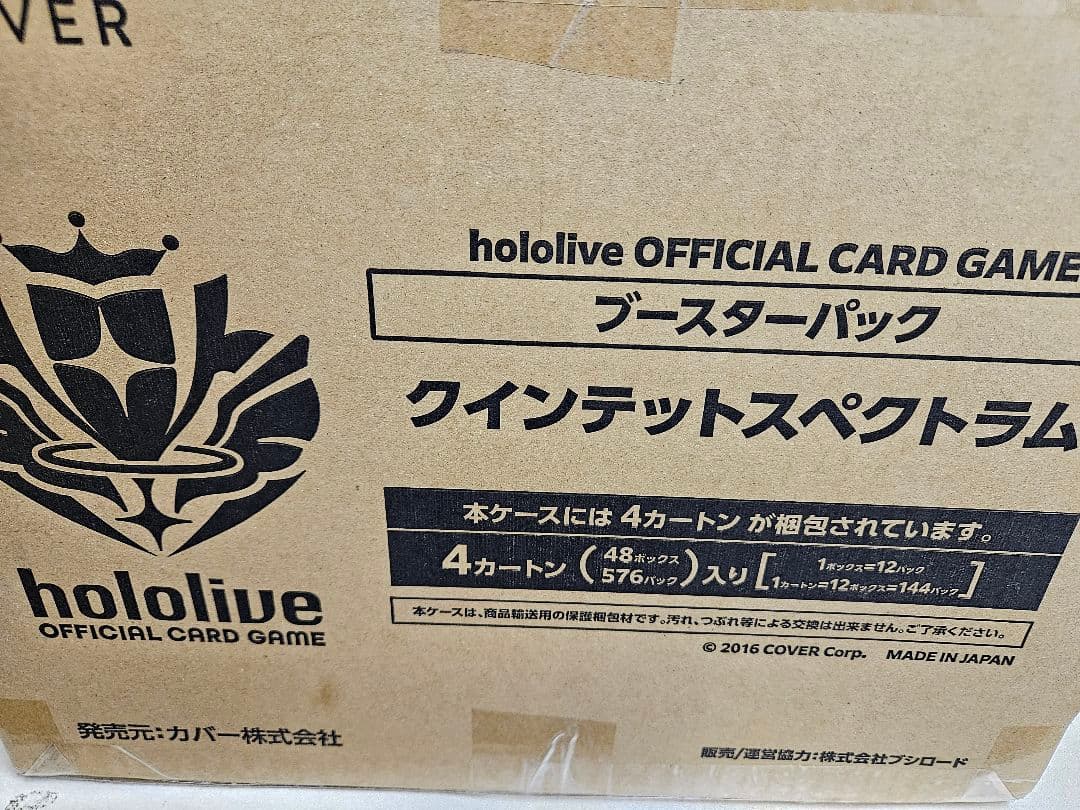 VER
hololive OFFICIAL CARD GAME
ブースターパック
クインテットスペクトラム
本ケースには 4カートン が梱包されています。
4カートン(48ボックス 576パック)入り[1ボックス=12パック 1カートン=12ボックス=144パック]
本ケースは、商品輸送用の保護梱包材です。汚れ、つぶれ等による交換は出来ません。ご了承ください。
© 2016 COVER Corp. MADE IN JAPAN
hololive
OFFICIAL CARD GAME
発売元:カバー株式会社
販売/運営協力:株式会社ブシロード